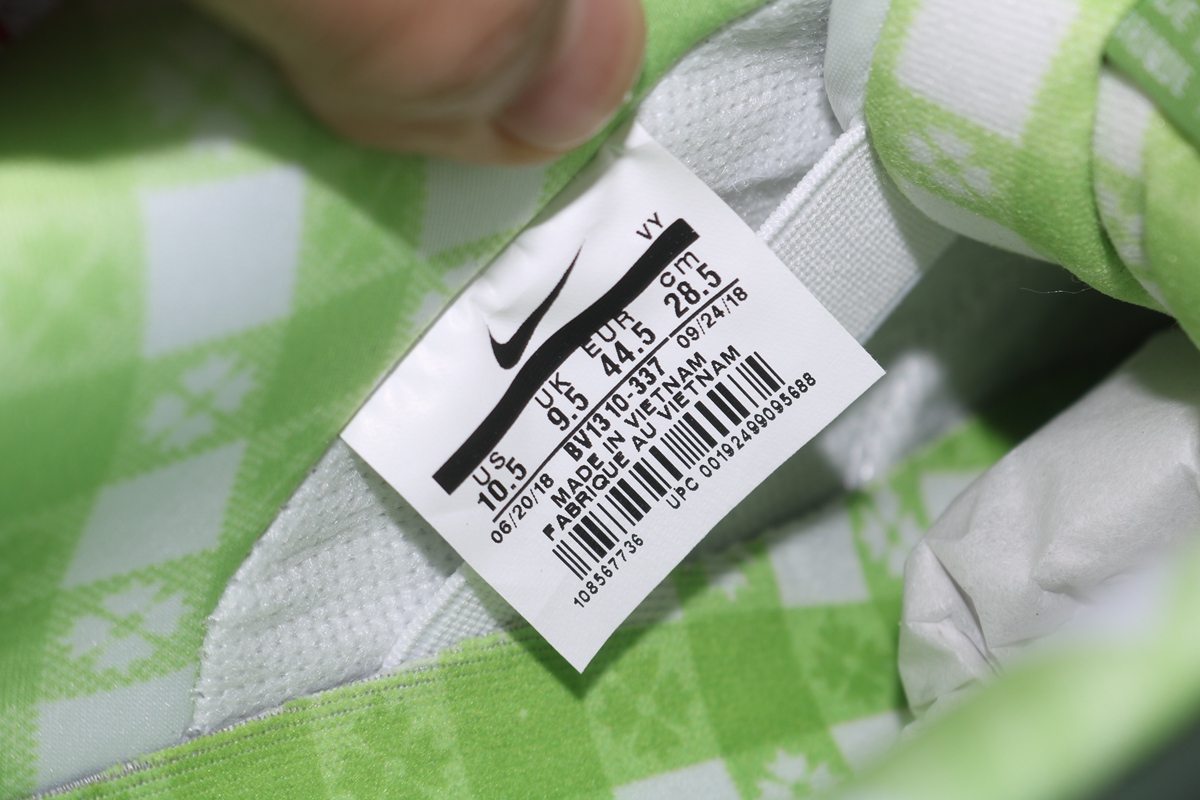 VY
US UK EUR cm
10.5 9.5 44.5 28.5
06/20/18 BV1310-337 09/24/18
MADE IN VIETNAM
FABRIQUE AU VIETNAM
108567736 UPC 00192499095688